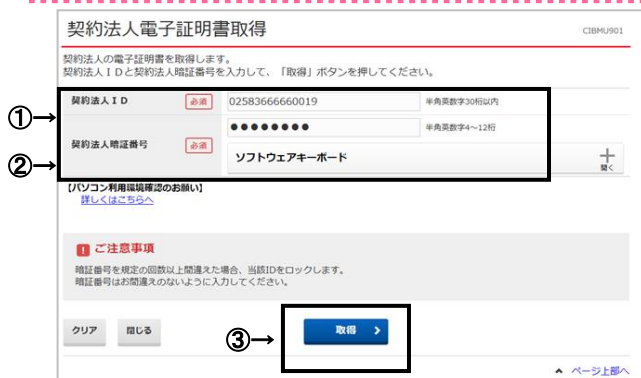 契約法人電子証明書取得
CIBMU901
契約法人の電子証明書を取得します。
契約法人ＩＤと契約法人暗証番号を入力して、「取得」ボタンを押してください。
①→
契約法人ＩＤ 必須 02583666660019 半角英数字30桁以内
②→
契約法人暗証番号 必須 ●●●●●●●● 半角英数字4～12桁
ソフトウェアキーボード
開く
【パソコン利用環境確認のお願い】
詳しくはこちらへ
ご注意事項
暗証番号を規定の回数以上間違えた場合、当該IDをロックします。
暗証番号はお間違えのないように入力してください。
クリア 閉じる ③→ 取得
ページ上部へ